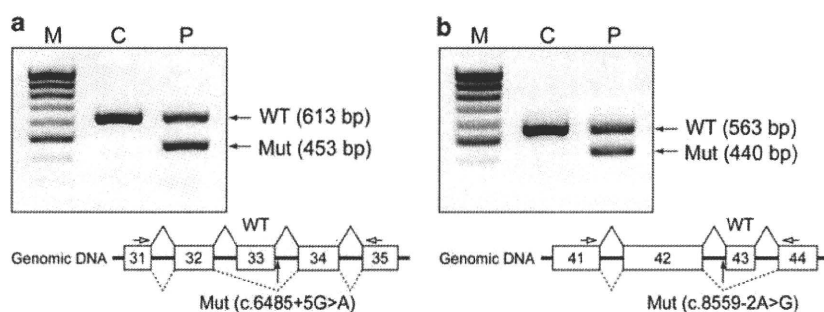 a
M C P
WT (613 bp)
Mut (453 bp)
WT
Genomic DNA 31 32 33 34 35
Mut (c.6485+5G>A)
b
M C P
WT (563 bp)
Mut (440 bp)
WT
Genomic DNA 41 42 43 44
Mut (c.8559-2A>G)